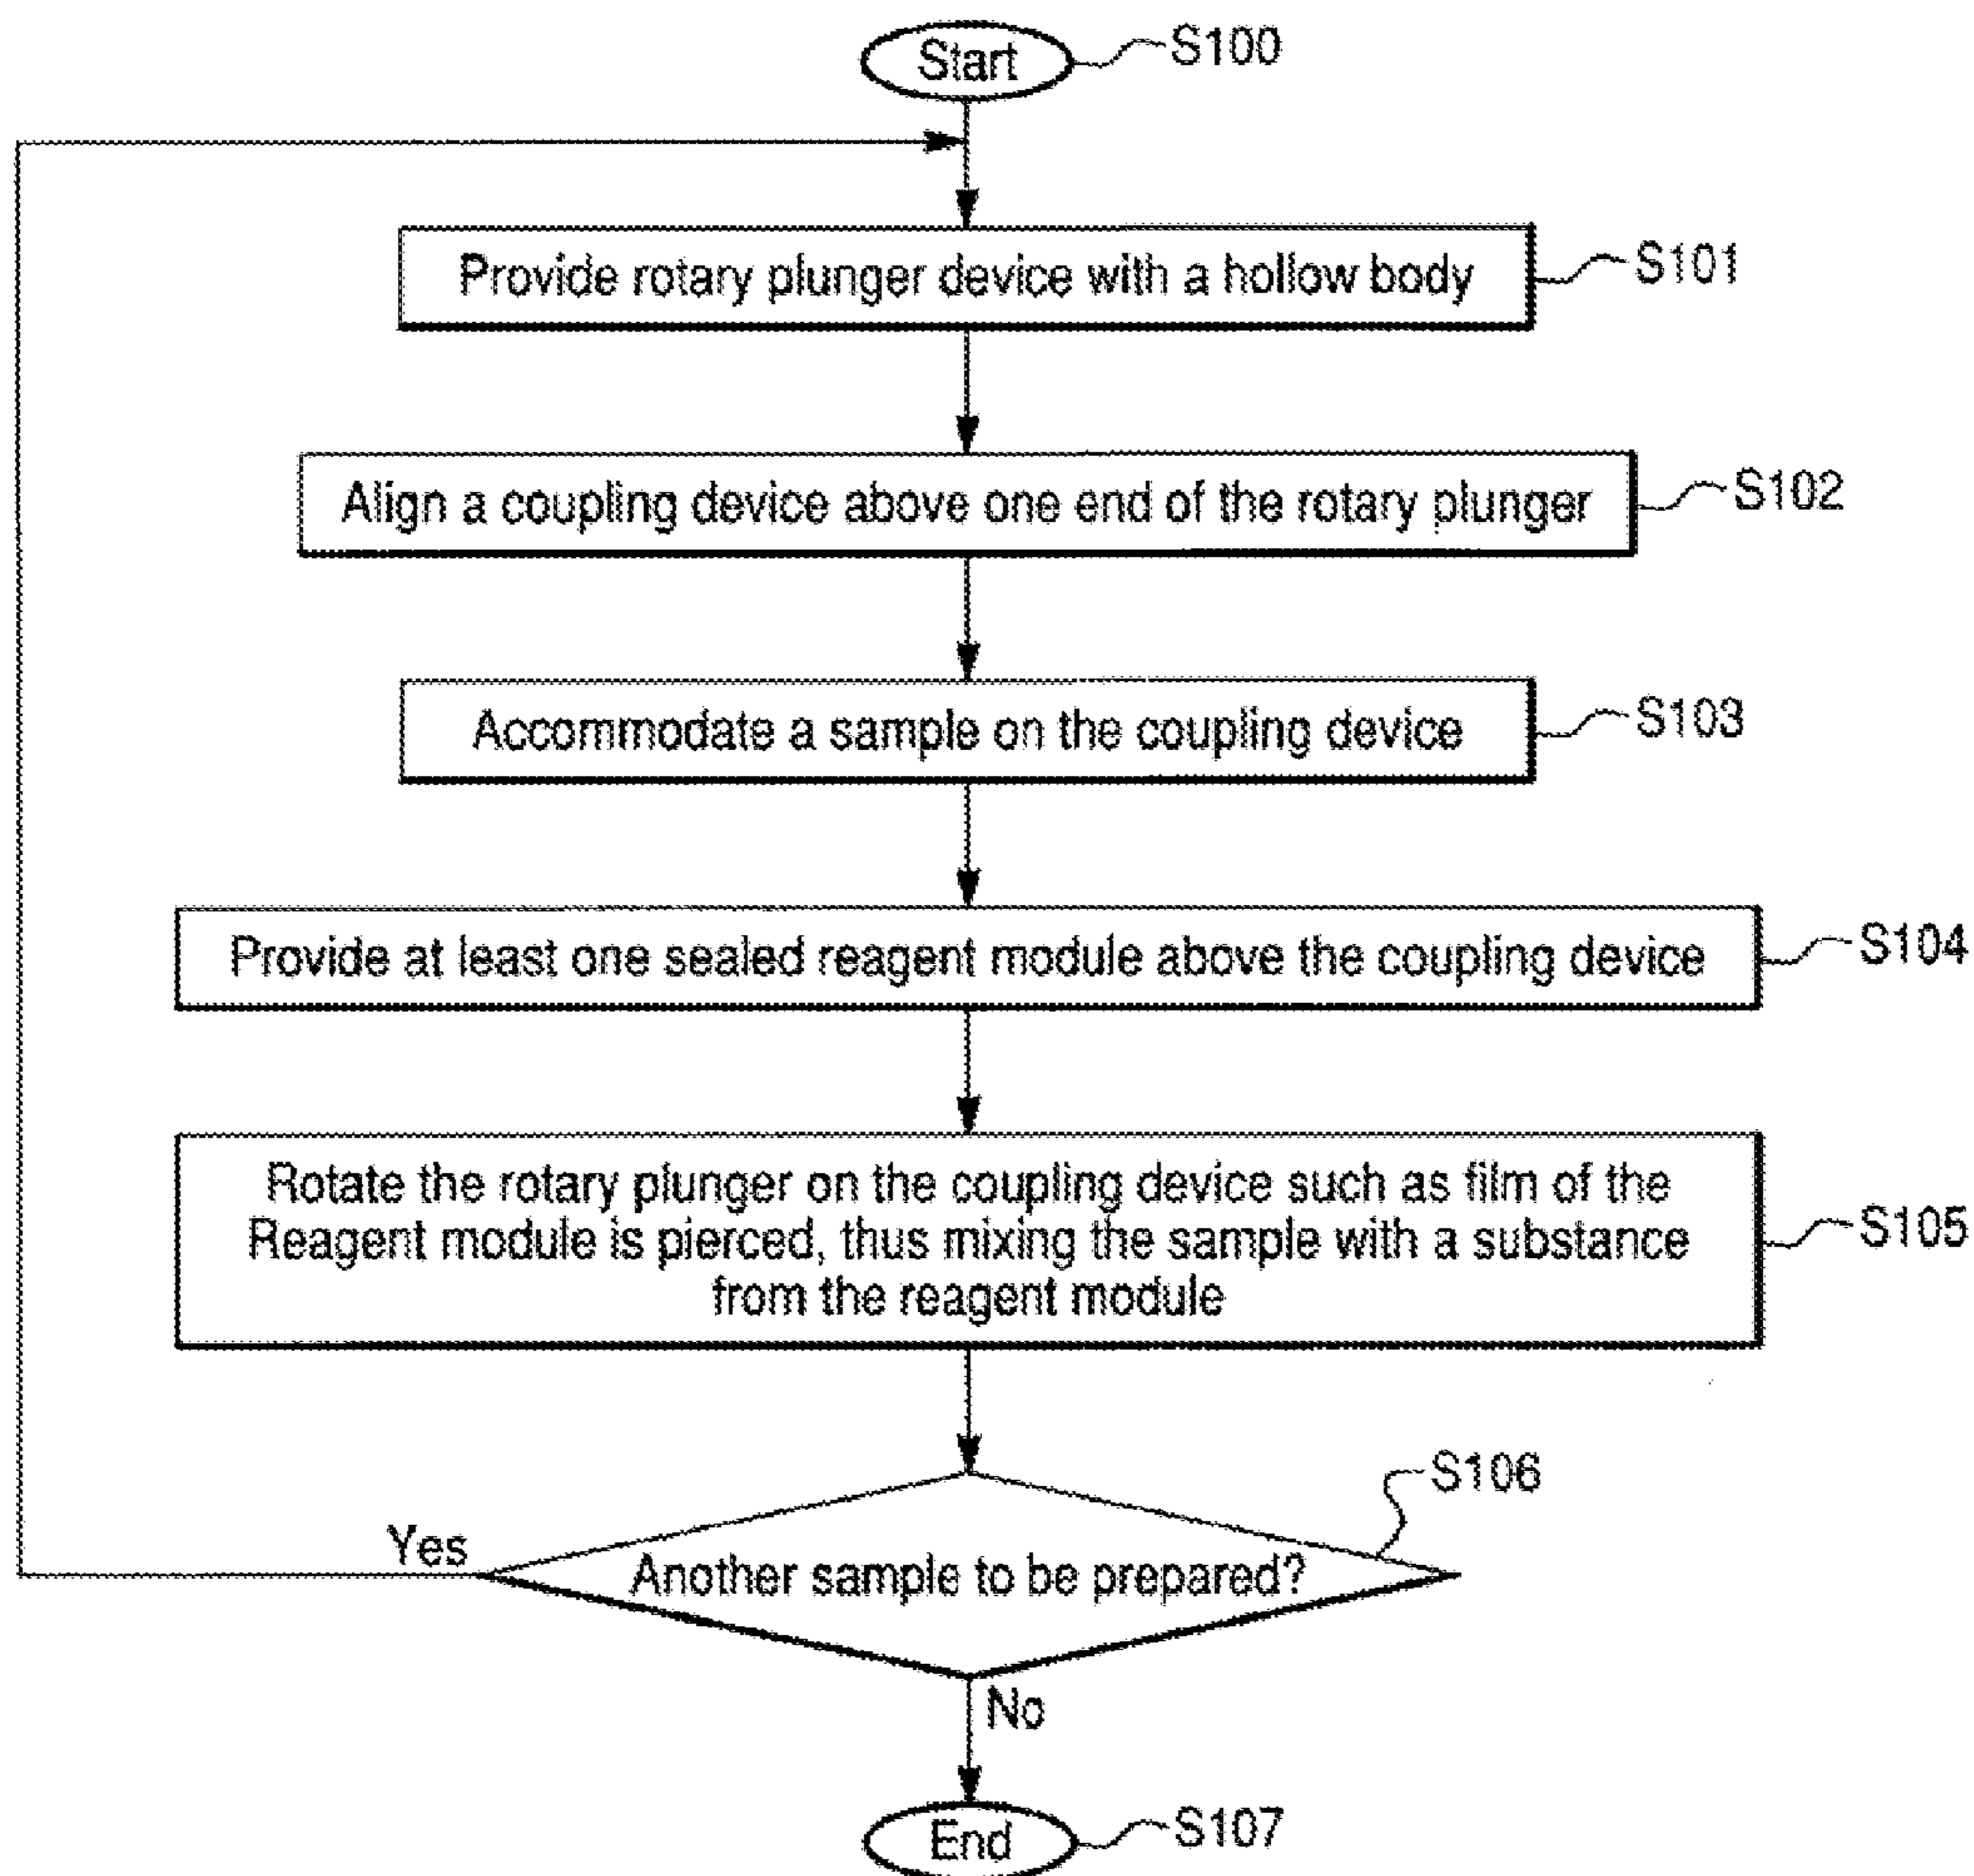 Start
S100
Provide rotary plunger device with a hollow body
S101
Align a coupling device above one end of the rotary plunger
S102
Accommodate a sample on the coupling device
S103
Provide at least one sealed reagent module above the coupling device
S104
Rotate the rotary plunger on the coupling device such as film of the
Reagent module is pierced, thus mixing the sample with a substance
from the reagent module
S105
S106
Yes
Another sample to be prepared?
No
End
S107